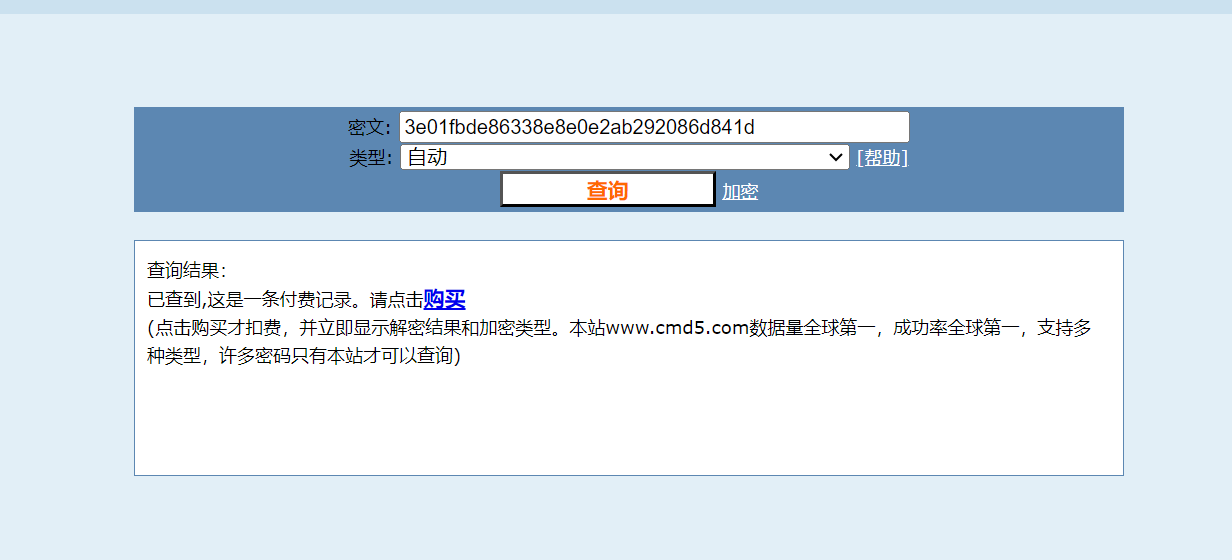 密文: 3e01fbde86338e8e0e2ab292086d841d
类型: 自动 [帮助]
查询 加密
查询结果:
已查到,这是一条付费记录。请点击购买
(点击购买才扣费，并立即显示解密结果和加密类型。本站www.cmd5.com数据量全球第一，成功率全球第一，支持多
种类型，许多密码只有本站才可以查询)